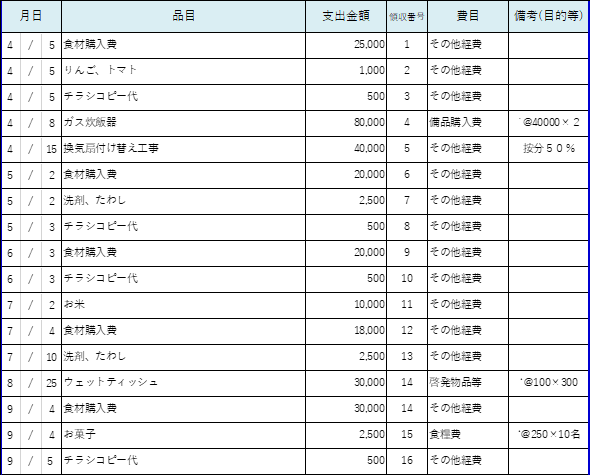 月日 品目 支出金額 領収番号 費目 備考(目的等)
4 / 5 食材購入費 25,000 1 その他経費
4 / 5 りんご、トマト 1,000 2 その他経費
4 / 5 チラシコピー代 500 3 その他経費
4 / 8 ガス炊飯器 80,000 4 備品購入費 ˙@40000×２
4 / 15 換気扇付け替え工事 40,000 5 その他経費 按分５０％
5 / 2 食材購入費 20,000 6 その他経費
5 / 2 洗剤、たわし 2,500 7 その他経費
5 / 3 チラシコピー代 500 8 その他経費
6 / 3 食材購入費 20,000 9 その他経費
6 / 3 チラシコピー代 500 10 その他経費
7 / 2 お米 10,000 11 その他経費
7 / 4 食材購入費 18,000 12 その他経費
7 / 10 洗剤、たわし 2,500 13 その他経費
8 / 25 ウェットティッシュ 30,000 14 啓発物品等 ˙@100×300
9 / 4 食材購入費 30,000 14 その他経費
9 / 4 お菓子 2,500 15 食糧費 ˙@250×10名
9 / 5 チラシコピー代 500 16 その他経費